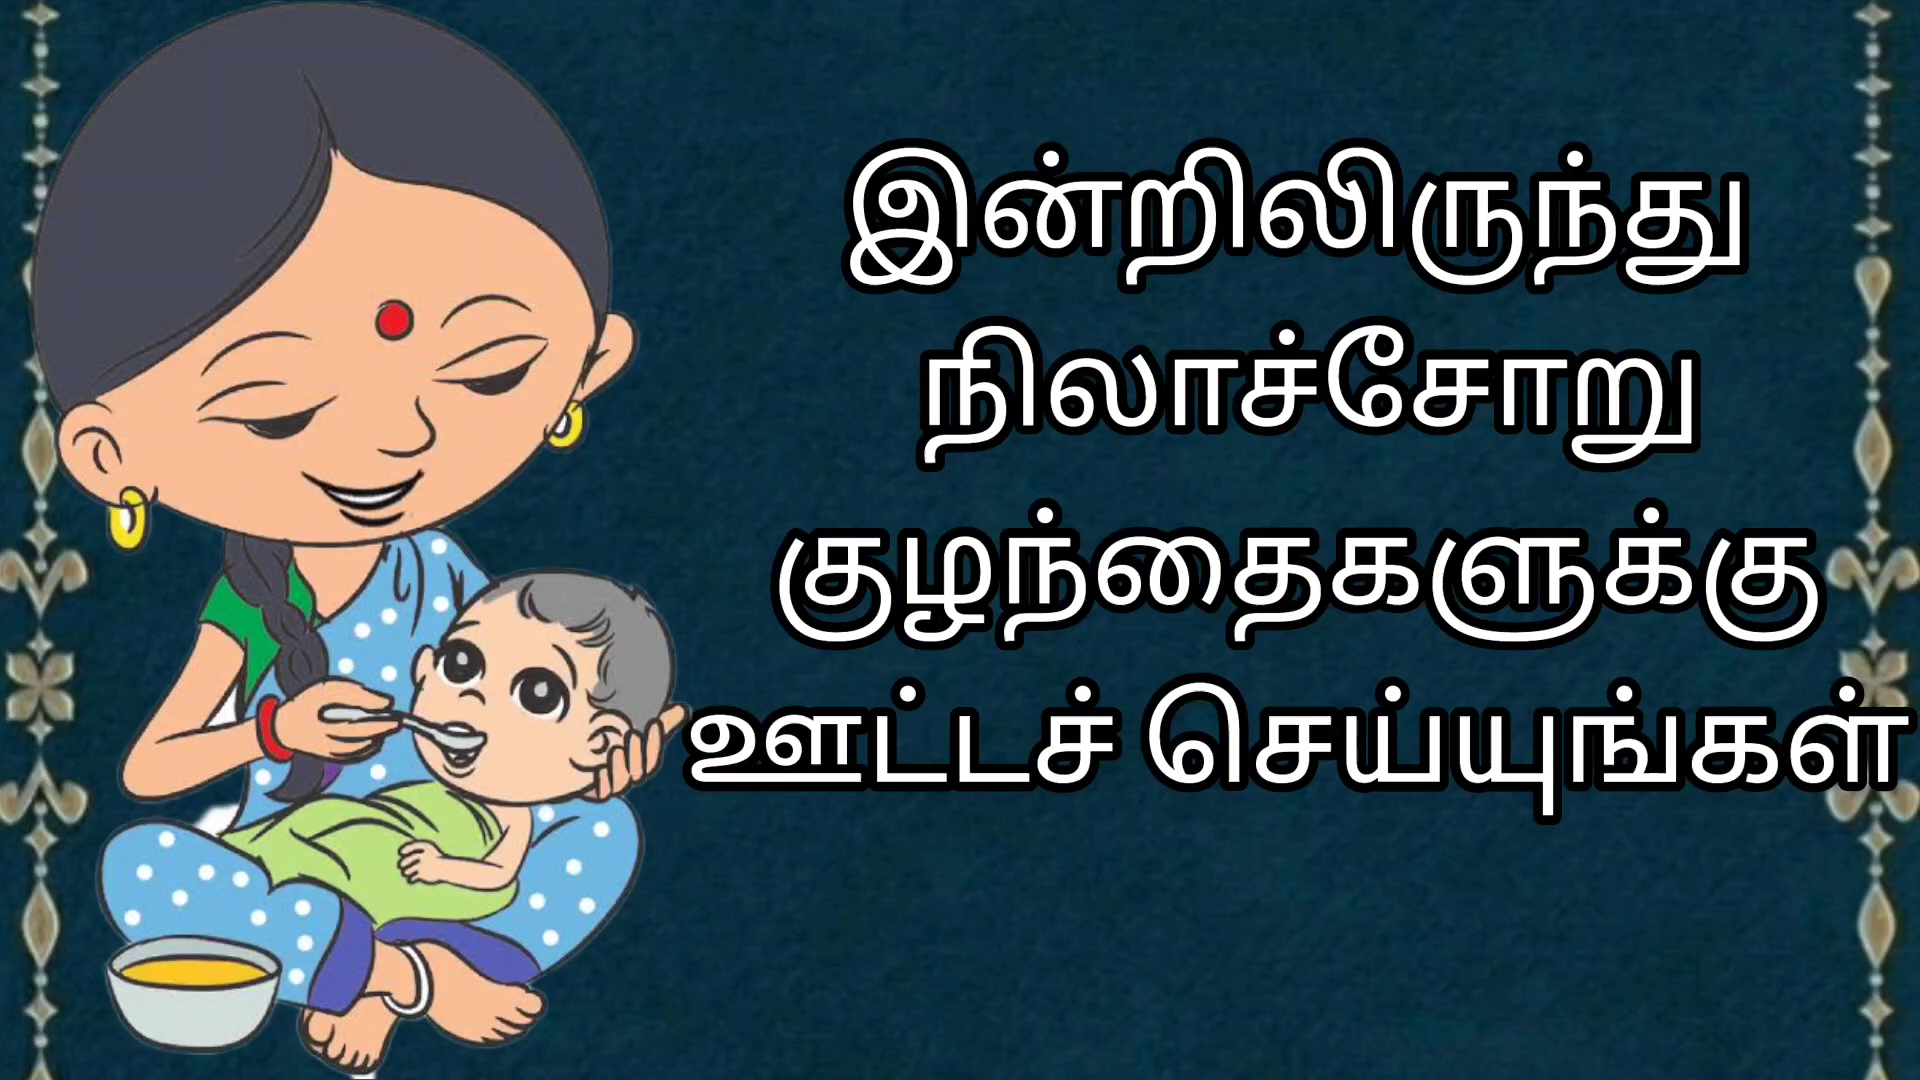 இன்றிலிருந்து
நிலாச்சோறு
குழந்தைகளுக்கு
ஊட்டச் செய்யுங்கள்